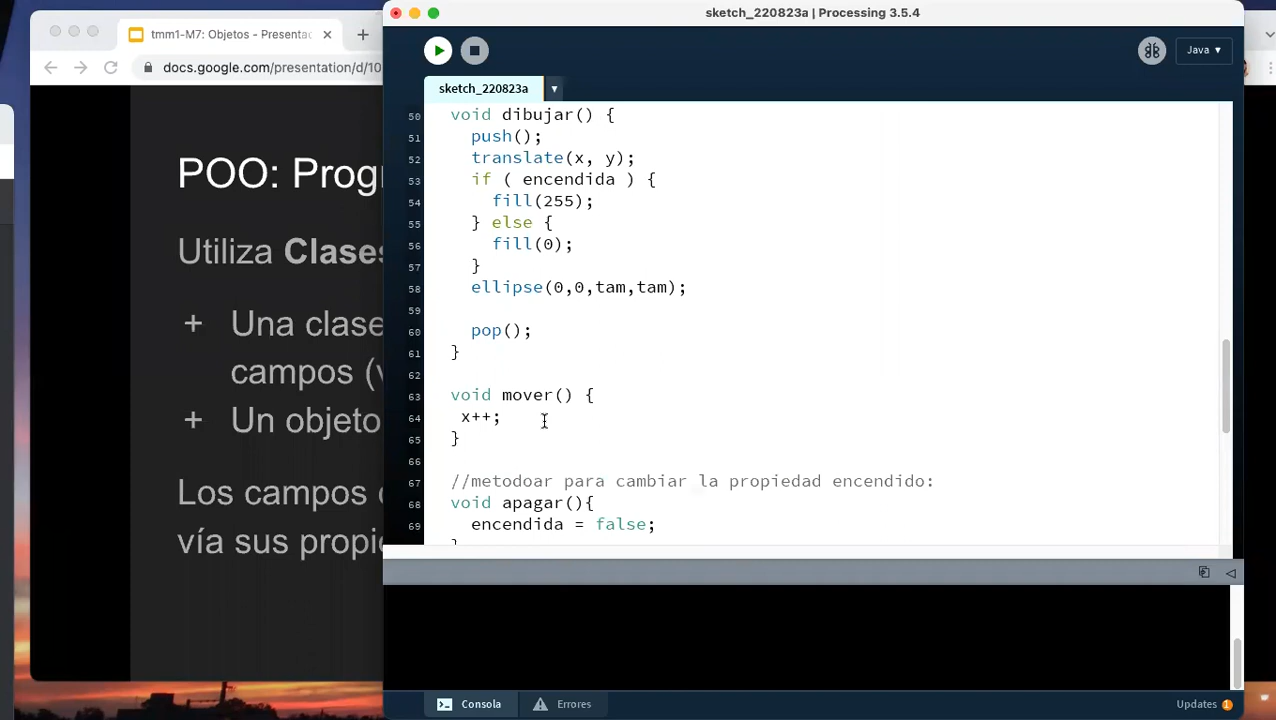 sketch_220823a | Processing 3.5.4
tmm1-M7: Objetos - Presentac
docs.google.com/presentation/d/10
Java ▾
sketch_220823a
POO: Prog
Utiliza Clases
+ Una clase
campos (v
+ Un objeto
Los campos
vía sus propi
50 void dibujar() {
51 push();
52 translate(x, y);
53 if ( encendida ) {
54 fill(255);
55 } else {
56 fill(0);
57 }
58 ellipse(0,0,tam,tam);
59
60 pop();
61 }
62
63 void mover() {
64 x++;
65 }
66
67 //metodoar para cambiar la propiedad encendido:
68 void apagar(){
69 encendida = false;
Consola
Errores
Updates 1